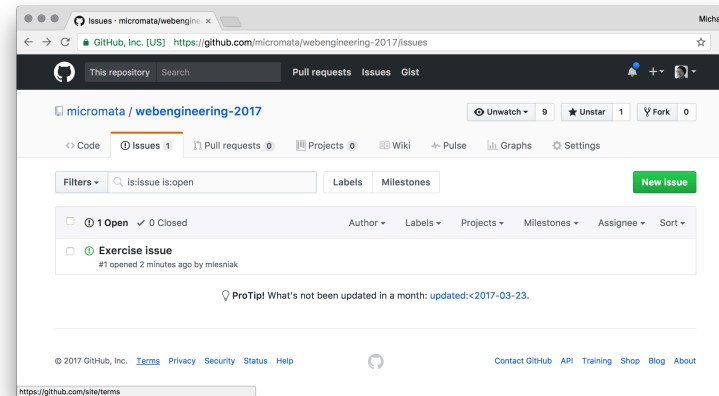 Issues · micromata/webengine Micha
GitHub, Inc. [US] https://github.com/micromata/webengineering-2017/issues
This repository Search Pull requests Issues Gist
micromata / webengineering-2017 Unwatch 9 Unstar 1 Fork 0
Code Issues 1 Pull requests 0 Projects 0 Wiki Pulse Graphs Settings
Filters is:issue is:open Labels Milestones New issue
1 Open 0 Closed Author Labels Projects Milestones Assignee Sort
Exercise issue
#1 opened 2 minutes ago by mlesniak
ProTip! What's not been updated in a month: updated:<2017-03-23.
© 2017 GitHub, Inc. Terms Privacy Security Status Help Contact GitHub API Training Shop Blog About
https://github.com/site/terms